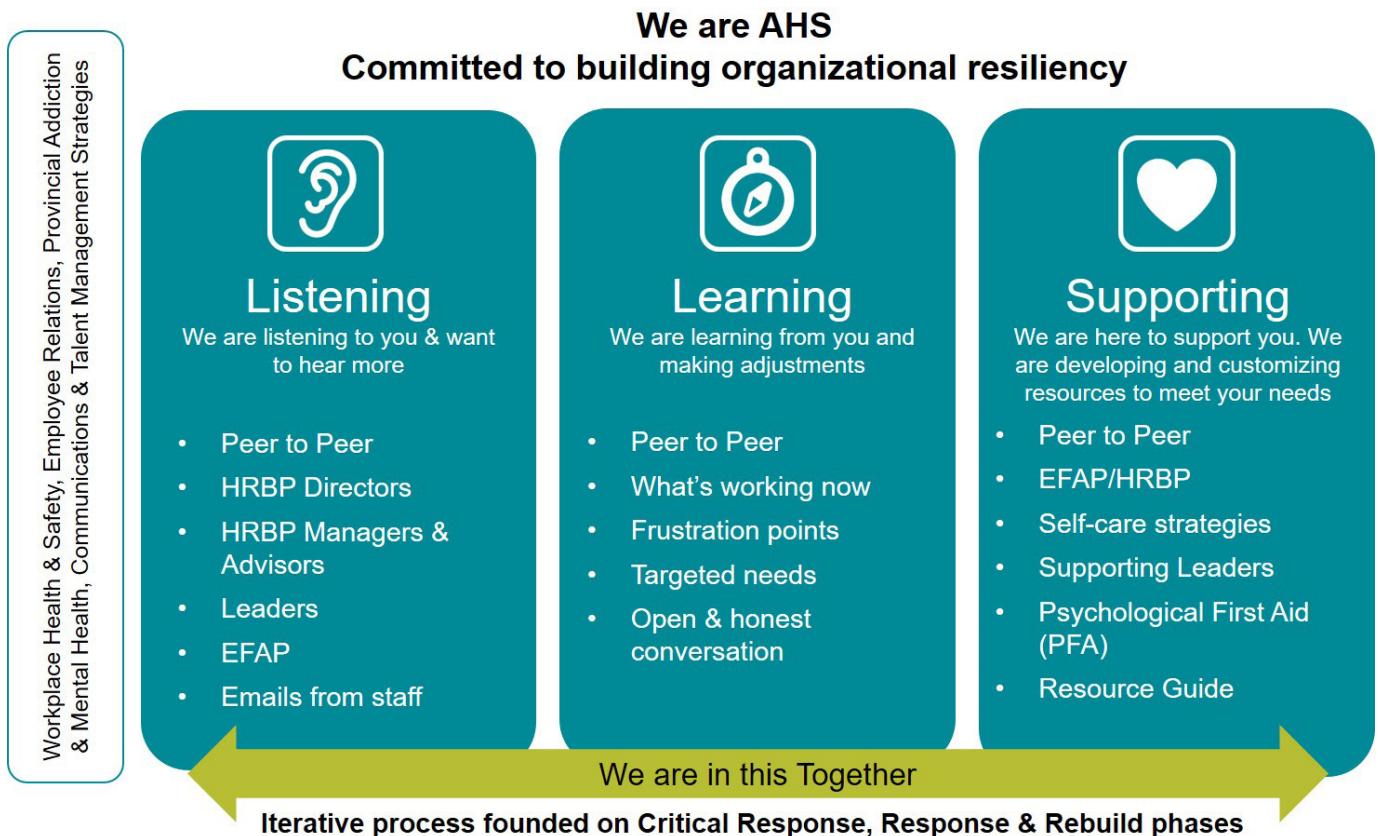 We are AHS
Committed to building organizational resiliency
Workplace Health & Safety, Employee Relations, Provincial Addiction
& Mental Health, Communications & Talent Management Strategies
Listening
We are listening to you & want
to hear more
• Peer to Peer
• HRBP Directors
• HRBP Managers &
Advisors
• Leaders
• EFAP
• Emails from staff
Learning
We are learning from you and
making adjustments
• Peer to Peer
• What’s working now
• Frustration points
• Targeted needs
• Open & honest
conversation
Supporting
We are here to support you. We
are developing and customizing
resources to meet your needs
• Peer to Peer
• EFAP/HRBP
• Self-care strategies
• Supporting Leaders
• Psychological First Aid
(PFA)
• Resource Guide
We are in this Together
Iterative process founded on Critical Response, Response & Rebuild phases